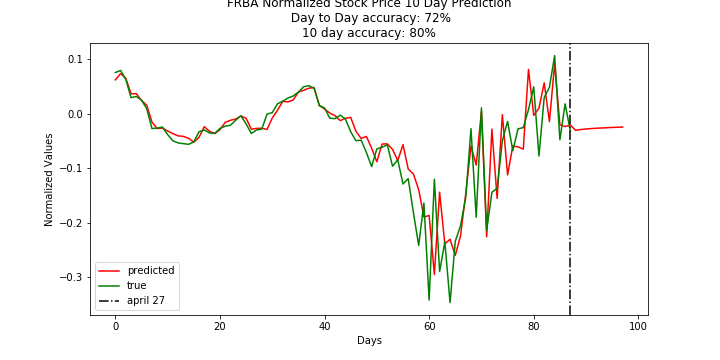 FRBA Normalized Stock Price 10 Day Prediction
Day to Day accuracy: 72%
10 day accuracy: 80%
Normalized Values
0.1
0.0
−0.1
−0.2
−0.3
predicted
true
april 27
0
20
40
60
80
100
Days